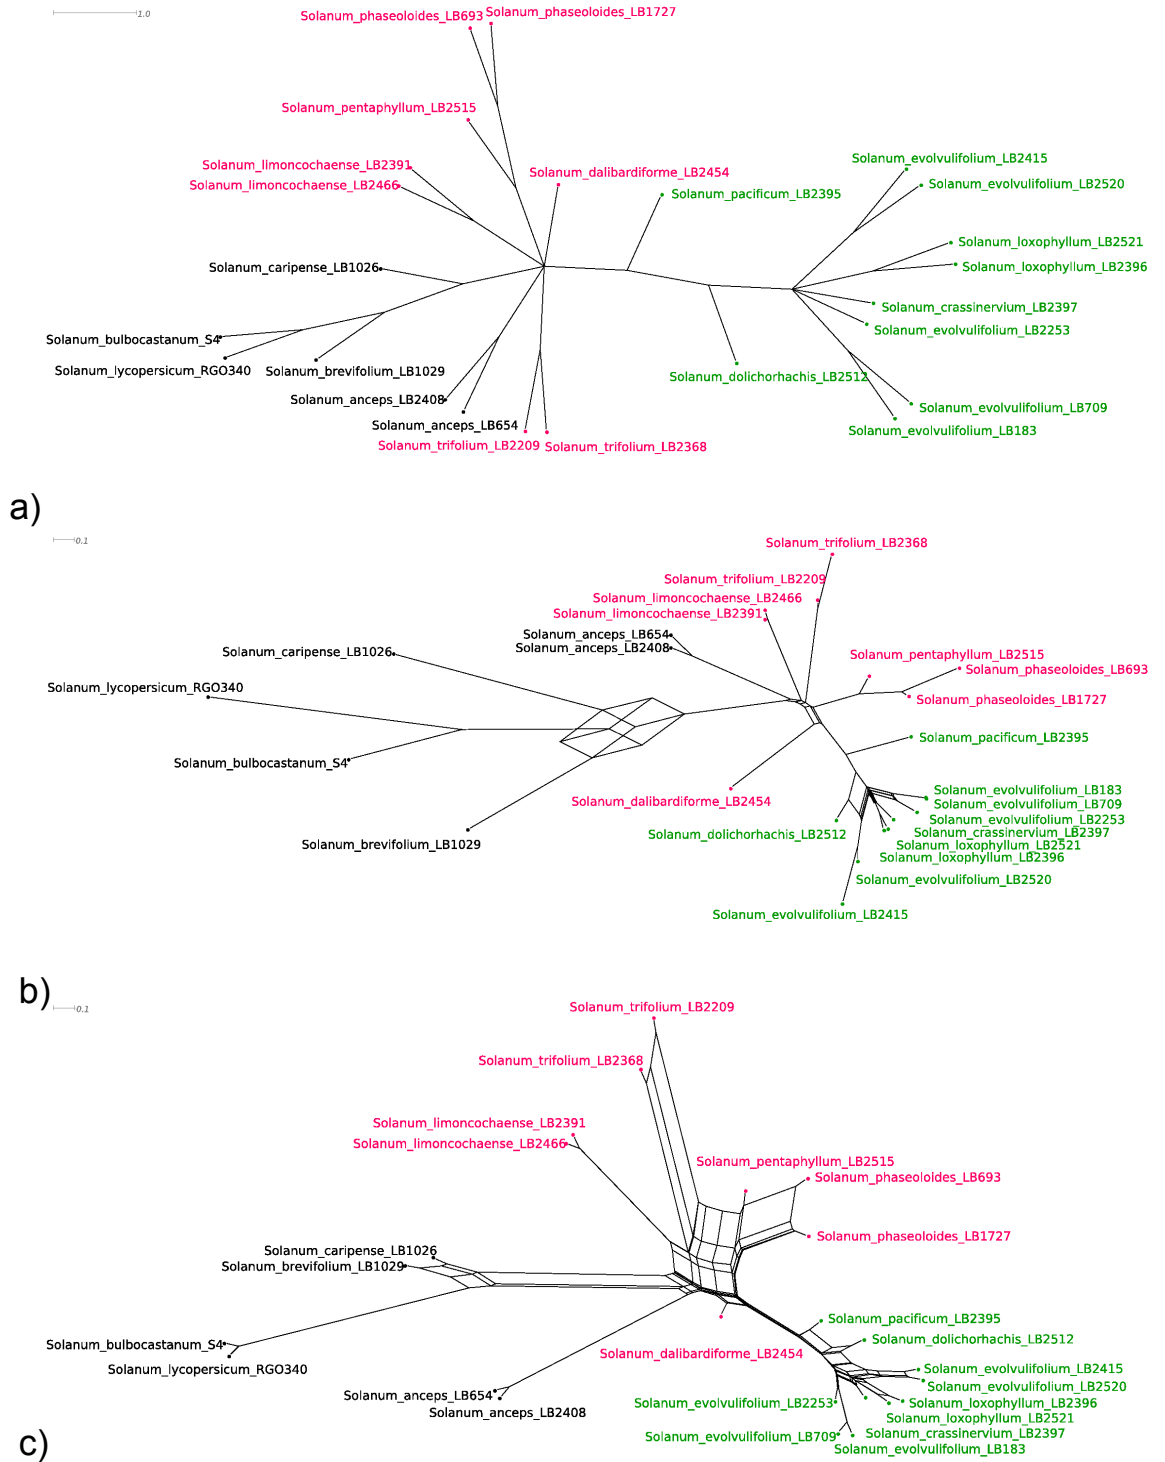 1.0
Solanum_phaseoloides_LB693
Solanum_phaseoloides_LB1727
Solanum_pentaphyllum_LB2515
Solanum_limoncochaense_LB2391
Solanum_limoncochaense_LB2466
Solanum_dalibardiforme_LB2454
Solanum_pacificum_LB2395
Solanum_evolvulifolium_LB2415
Solanum_evolvulifolium_LB2520
Solanum_loxophyllum_LB2521
Solanum_loxophyllum_LB2396
Solanum_caripense_LB1026
Solanum_crassinervium_LB2397
Solanum_evolvulifolium_LB2253
Solanum_bulbocastanum_S4
Solanum_lycopersicum_RGO340
Solanum_brevifolium_LB1029
Solanum_dolichorhachis_LB2512
Solanum_anceps_LB2408
Solanum_evolvulifolium_LB709
Solanum_anceps_LB654
Solanum_evolvulifolium_LB183
Solanum_trifolium_LB2209
Solanum_trifolium_LB2368
a)
0.1
Solanum_trifolium_LB2368
Solanum_trifolium_LB2209
Solanum_limoncochaense_LB2466
Solanum_limoncochaense_LB2391
Solanum_anceps_LB654
Solanum_anceps_LB2408
Solanum_caripense_LB1026
Solanum_pentaphyllum_LB2515
Solanum_phaseoloides_LB693
Solanum_lycopersicum_RGO340
Solanum_phaseoloides_LB1727
Solanum_pacificum_LB2395
Solanum_bulbocastanum_S4
Solanum_evolvulifolium_LB183
Solanum_dalibardiforme_LB2454
Solanum_evolvulifolium_LB709
Solanum_evolvulifolium_LB2253
Solanum_dolichorhachis_LB2512
Solanum_crassinervium_LB2397
Solanum_brevifolium_LB1029
Solanum_loxophyllum_LB2521
Solanum_loxophyllum_LB2396
Solanum_evolvulifolium_LB2520
Solanum_evolvulifolium_LB2415
b)
0.1
Solanum_trifolium_LB2209
Solanum_trifolium_LB2368
Solanum_limoncochaense_LB2391
Solanum_limoncochaense_LB2466
Solanum_pentaphyllum_LB2515
Solanum_phaseoloides_LB693
Solanum_phaseoloides_LB1727
Solanum_caripense_LB1026
Solanum_brevifolium_LB1029
Solanum_pacificum_LB2395
Solanum_dolichorhachis_LB2512
Solanum_bulbocastanum_S4
Solanum_lycopersicum_RGO340
Solanum_dalibardiforme_LB2454
Solanum_evolvulifolium_LB2415
Solanum_evolvulifolium_LB2520
Solanum_anceps_LB654
Solanum_anceps_LB2408
Solanum_evolvulifolium_LB2253
Solanum_loxophyllum_LB2396
Solanum_loxophyllum_LB2521
Solanum_crassinervium_LB2397
Solanum_evolvulifolium_LB709
Solanum_evolvulifolium_LB183
c)